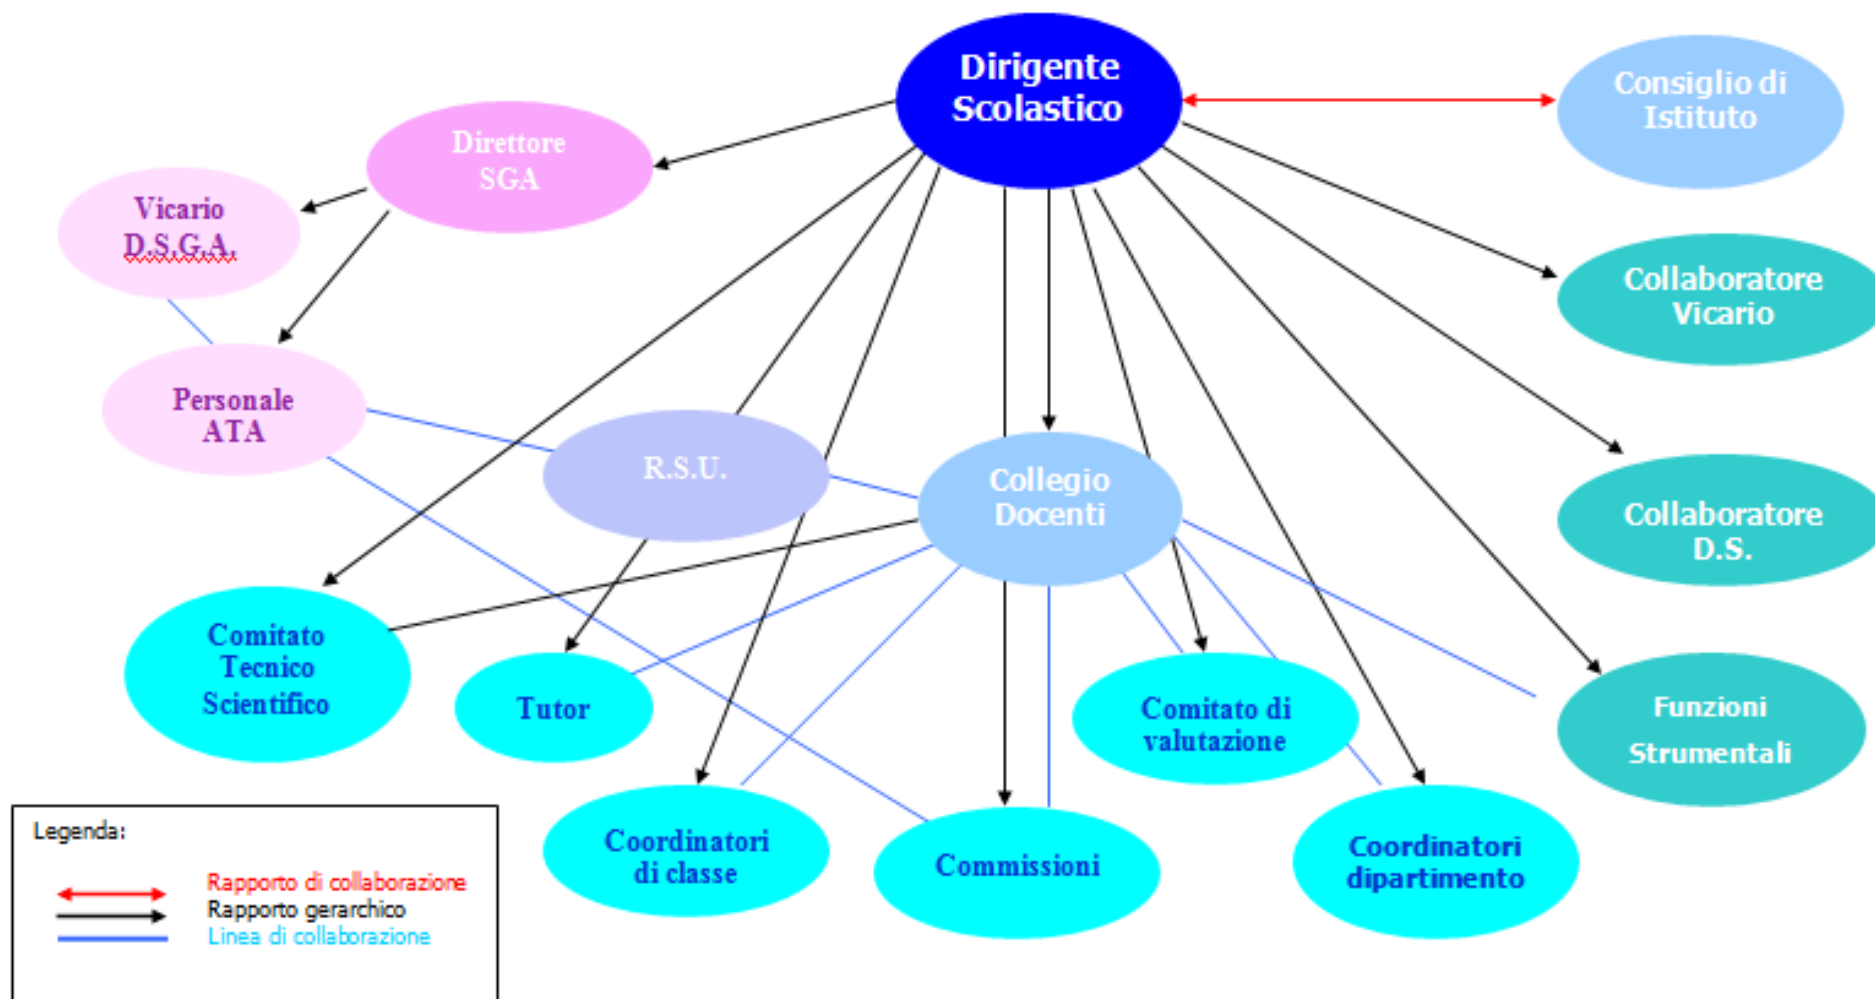 Dirigente
Scolastico
Consiglio di
Istituto
Direttore
SGA
Vicario
D.S.G.A.
Collaboratore
Vicario
Personale
ATA
R.S.U.
Collegio
Docenti
Collaboratore
D.S.
Comitato
Tecnico
Scientifico
Tutor
Comitato di
valutazione
Funzioni
Strumentali
Coordinatori
di classe
Commissioni
Coordinatori
dipartimento
Legenda:
Rapporto di collaborazione
Rapporto gerarchico
Linea di collaborazione